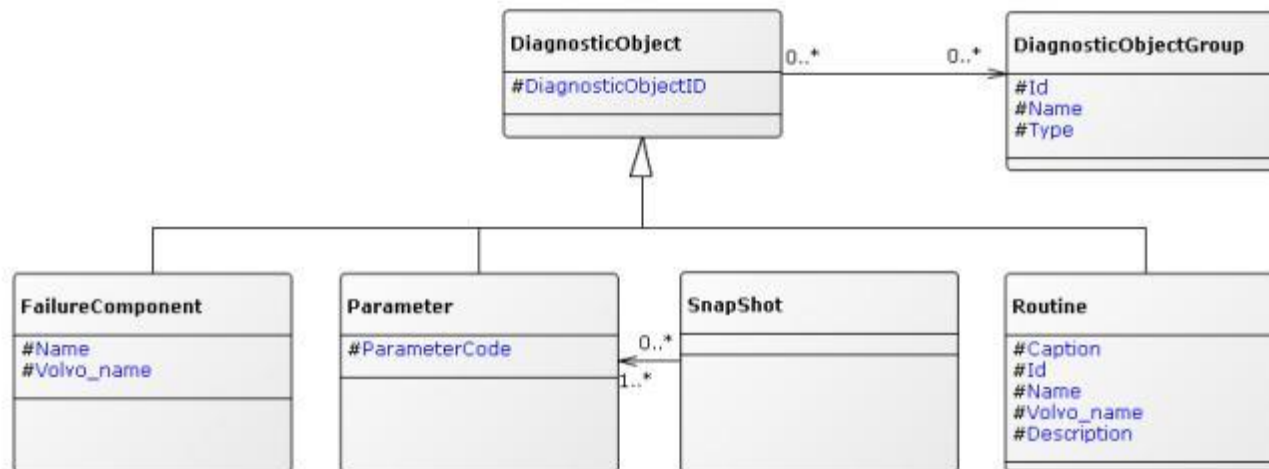 DiagnosticObject
#DiagnosticObjectID
0..*
0..*
DiagnosticObjectGroup
#Id
#Name
#Type
FailureComponent
#Name
#Volvo_name
Parameter
#ParameterCode
0..*
1..*
SnapShot
Routine
#Caption
#Id
#Name
#Volvo_name
#Description